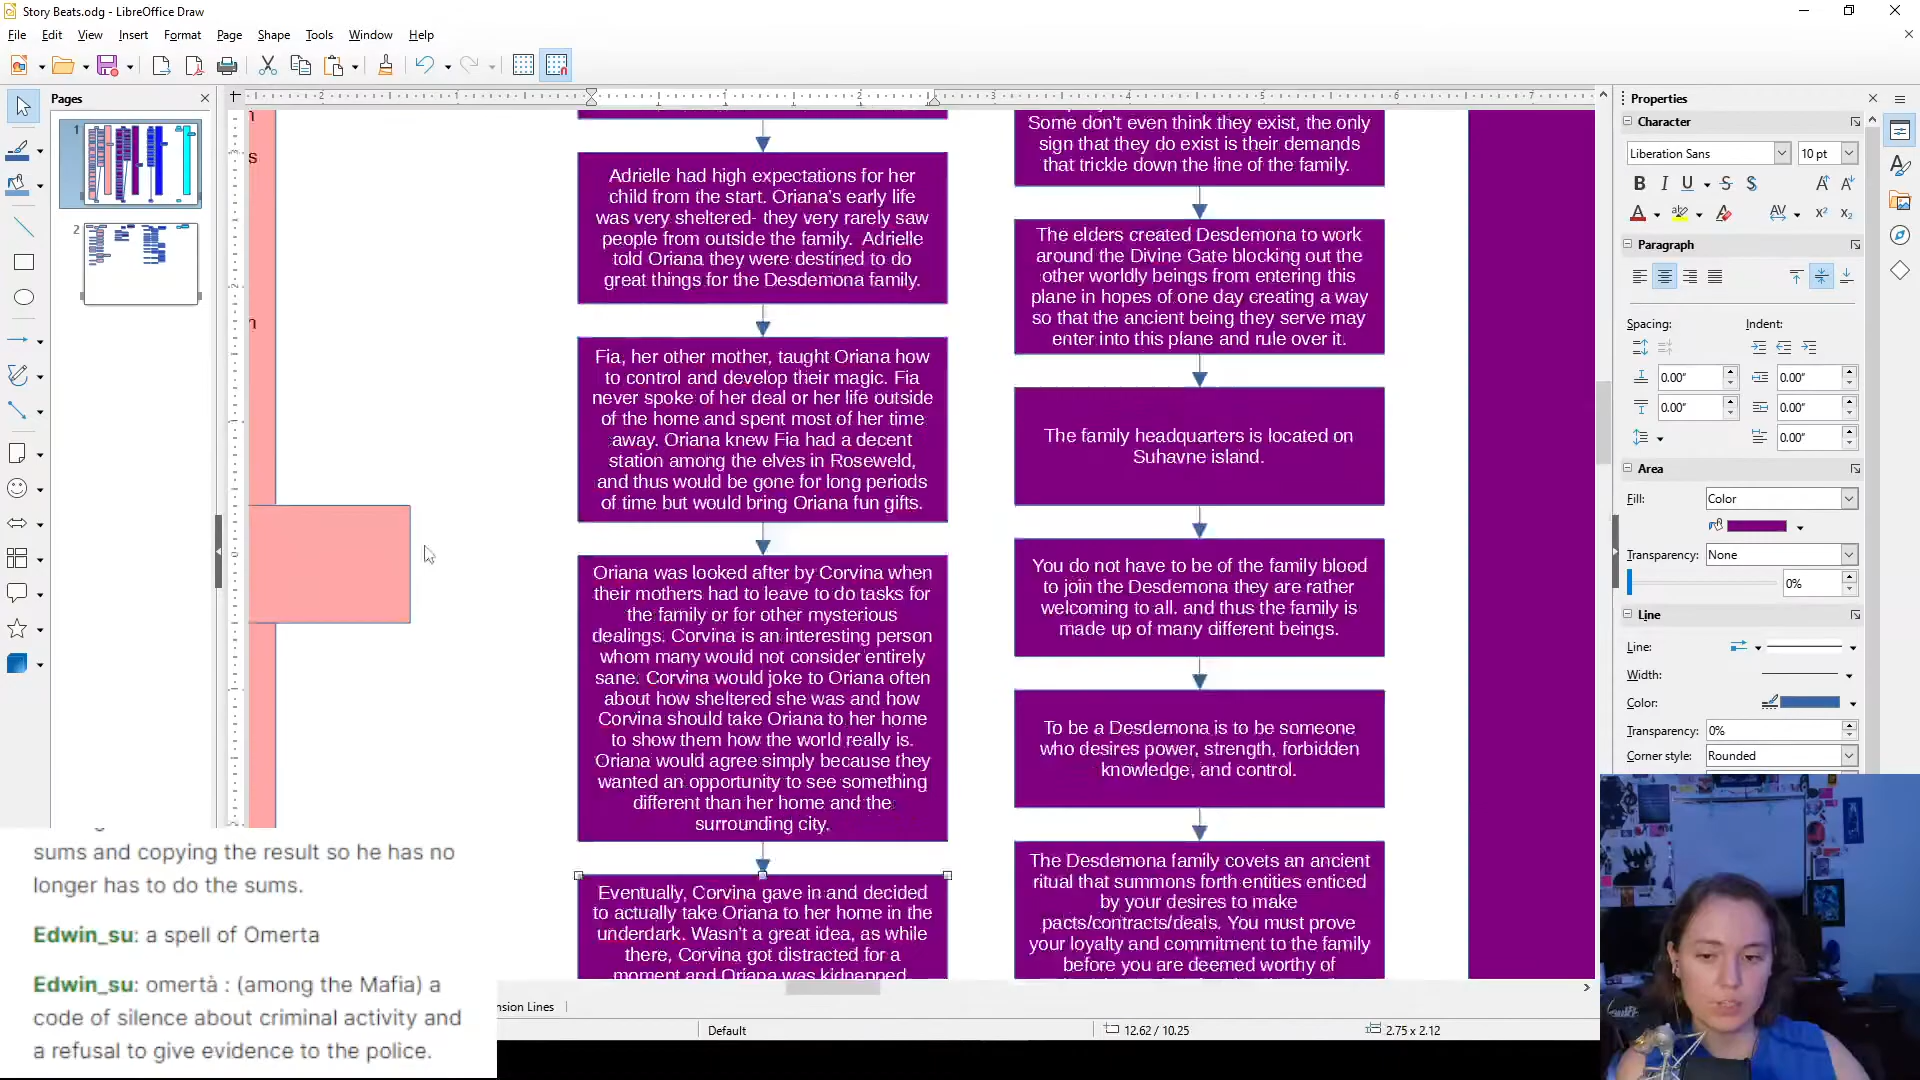 Story Beats.odg - LibreOffice Draw
File Edit View Insert Format Page Shape Tools Window Help
Pages
1
2
Adrielle had high expectations for her
child from the start. Oriana's early life
was very sheltered- they very rarely saw
people from outside the family.  Adrielle
told Oriana they were destined to do
great things for the Desdemona family.
Fia, her other mother, taught Oriana how
to control and develop their magic. Fia
never spoke of her deal or her life outside
of the home and spent most of her time
away. Oriana knew Fia had a decent
station among the elves in Roseweld,
and thus would be gone for long periods
of time but would bring Oriana fun gifts.
Oriana was looked after by Corvina when
their mothers had to leave to do tasks for
the family or for other mysterious
dealings. Corvina is an interesting person
whom many would not consider entirely
sane. Corvina would joke to Oriana often
about how sheltered she was and how
Corvina should take Oriana to her home
to show them how the world really is.
Oriana would agree simply because they
wanted an opportunity to see something
different than her home and the
surrounding city.
Eventually, Corvina gave in and decided
to actually take Oriana to her home in the
underdark. Wasn't a great idea, as while
there, Corvina got distracted for a
moment and Oriana was kidnapped
Some don't even think they exist, the only
sign that they do exist is their demands
that trickle down the line of the family.
The elders created Desdemona to work
around the Divine Gate blocking out the
other worldly beings from entering this
plane in hopes of one day creating a way
so that the ancient being they serve may
enter into this plane and rule over it.
The family headquarters is located on
Suhavne island.
You do not have to be of the family blood
to join the Desdemona they are rather
welcoming to all. and thus the family is
made up of many different beings.
To be a Desdemona is to be someone
who desires power, strength, forbidden
knowledge, and control.
The Desdemona family covets an ancient
ritual that summons forth entities enticed
by your desires to make
pacts/contracts/deals. You must prove
your loyalty and commitment to the family
before you are deemed worthy of
Properties
Character
Liberation Sans 10 pt
Paragraph
Spacing: Indent:
0.00" 0.00"
0.00" 0.00"
0.00"
Area
Fill: Color
Transparency: None
0%
Line
Line:
Width:
Color:
Transparency: 0%
Corner style: Rounded
sums and copying the result so he has no
longer has to do the sums.
Edwin_su: a spell of Omerta
Edwin_su: omertà : (among the Mafia) a
code of silence about criminal activity and
a refusal to give evidence to the police.
nsion Lines
Default 12.62 / 10.25 2.75 x 2.12